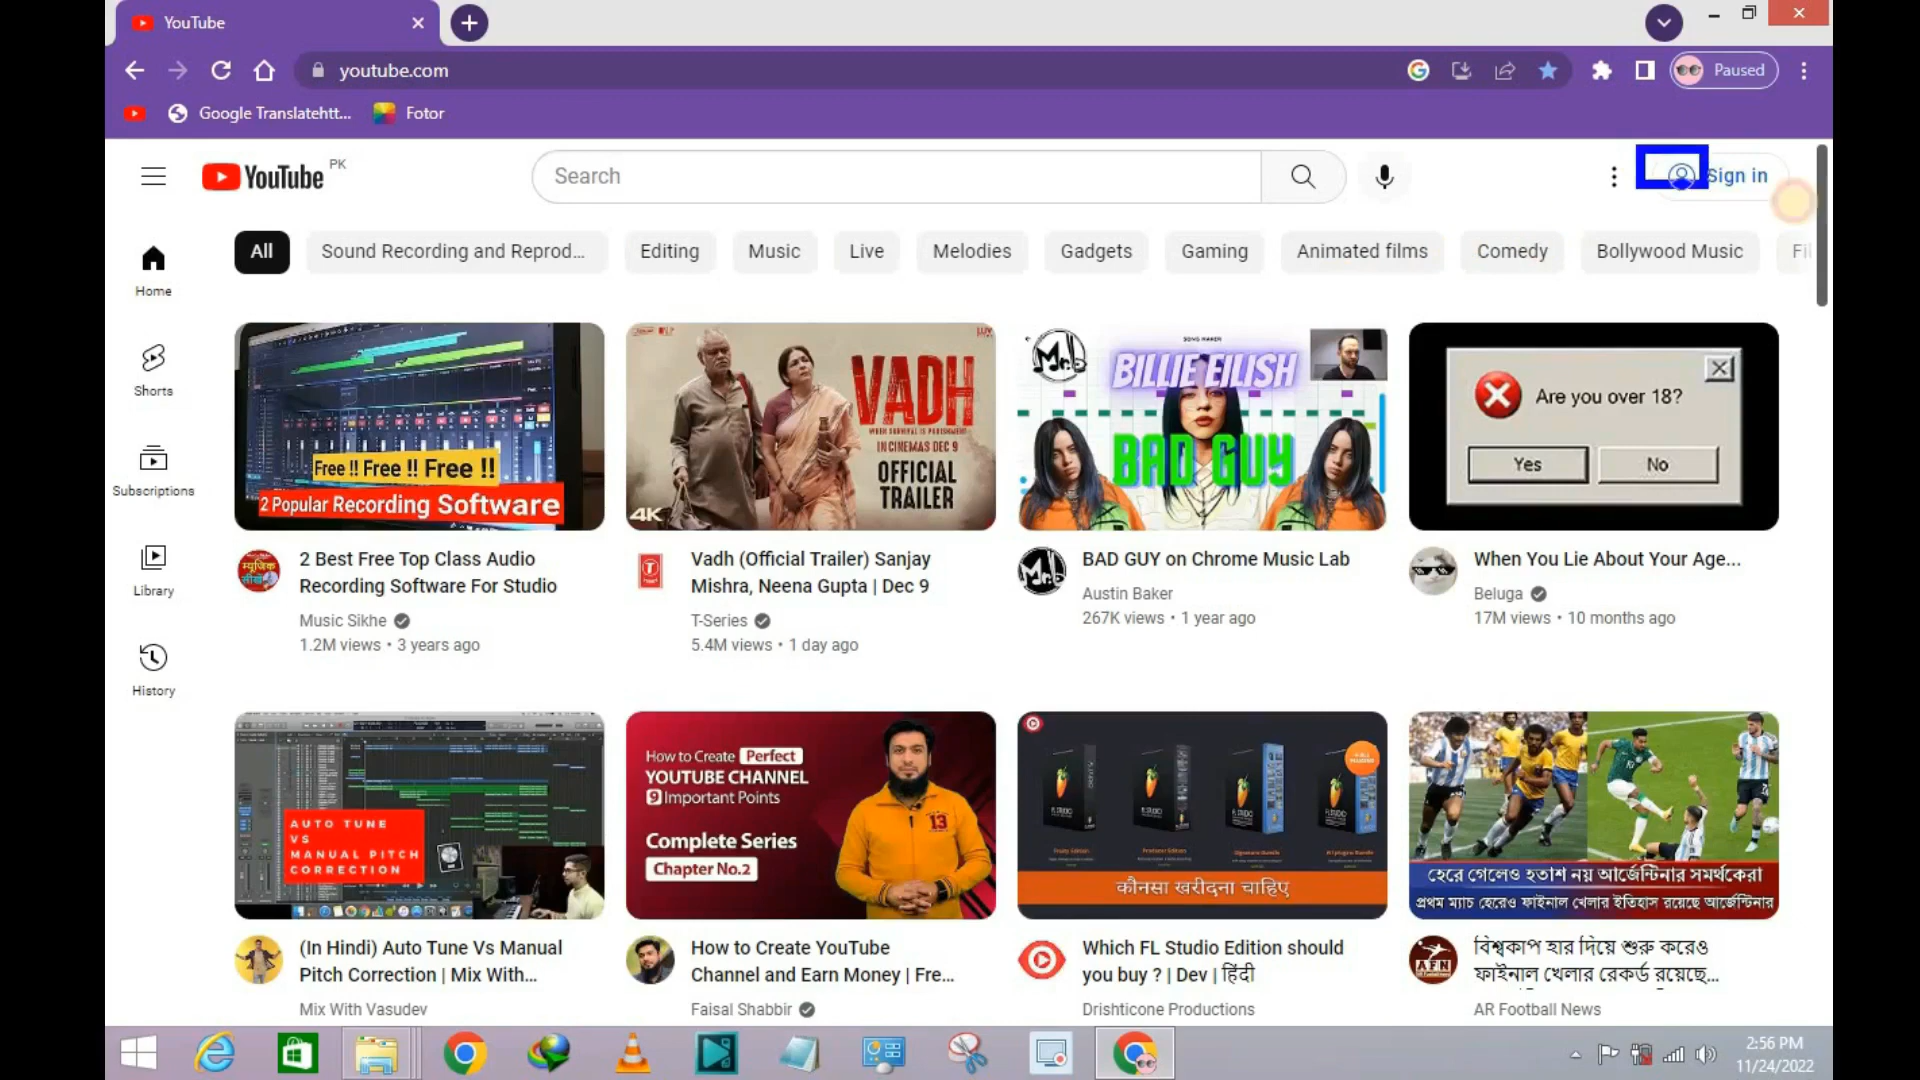 YouTube
youtube.com
Paused
Google Translatehtt...
Fotor
YouTube PK
Search
Sign in
All
Sound Recording and Reprod...
Editing
Music
Live
Melodies
Gadgets
Gaming
Animated films
Comedy
Bollywood Music
Home
Shorts
Subscriptions
Library
History
Free !! Free !! Free !!
2 Popular Recording Software
VADH
WHEN SURVIVAL IS PUNISHMENT
IN CINEMAS DEC 9
OFFICIAL
TRAILER
4K
SONG MAKER
BILLIE EILISH
BAD GUY
Are you over 18?
Yes
No
2 Best Free Top Class Audio
Recording Software For Studio
Music Sikhe
1.2M views • 3 years ago
Vadh (Official Trailer) Sanjay
Mishra, Neena Gupta | Dec 9
T-Series
5.4M views • 1 day ago
BAD GUY on Chrome Music Lab
Austin Baker
267K views • 1 year ago
When You Lie About Your Age...
Beluga
17M views • 10 months ago
AUTO TUNE
VS
MANUAL PITCH
CORRECTION
How to Create Perfect
YOUTUBE CHANNEL
9 Important Points
Complete Series
Chapter No.2
13
कौनसा खरीदना चाहिए
হেরে গেলেও হতাশ নয় আর্জেন্টিনার সমর্থকেরা
প্রথম ম্যাচ হেরেও ফাইনাল খেলার ইতিহাস রয়েছে আর্জেন্টিনার
(In Hindi) Auto Tune Vs Manual
Pitch Correction | Mix With...
Mix With Vasudev
How to Create YouTube
Channel and Earn Money | Fre...
Faisal Shabbir
Which FL Studio Edition should
you buy ? | Dev | हिंदी
Drishticone Productions
বিশ্বকাপ হার দিয়ে শুরু করেও
ফাইনাল খেলার রেকর্ড রয়েছে...
AR Football News
2:56 PM
11/24/2022